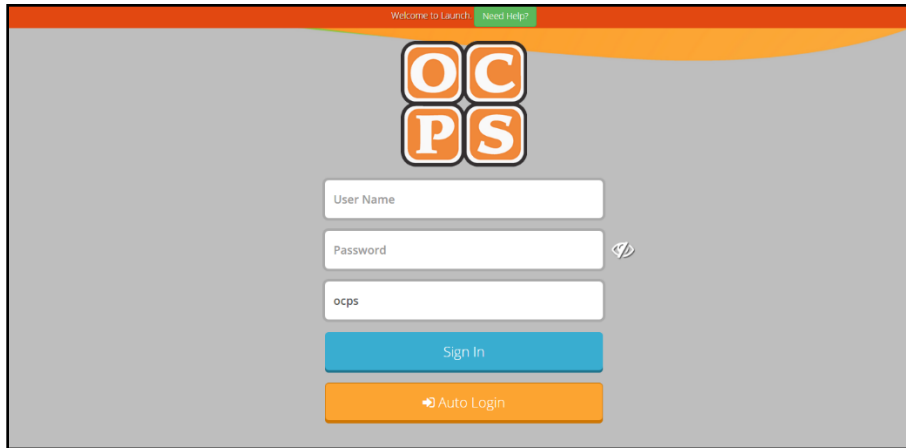 Welcome to Launch. Need Help?
OC
PS
User Name
Password
ocps
Sign In
Auto Login